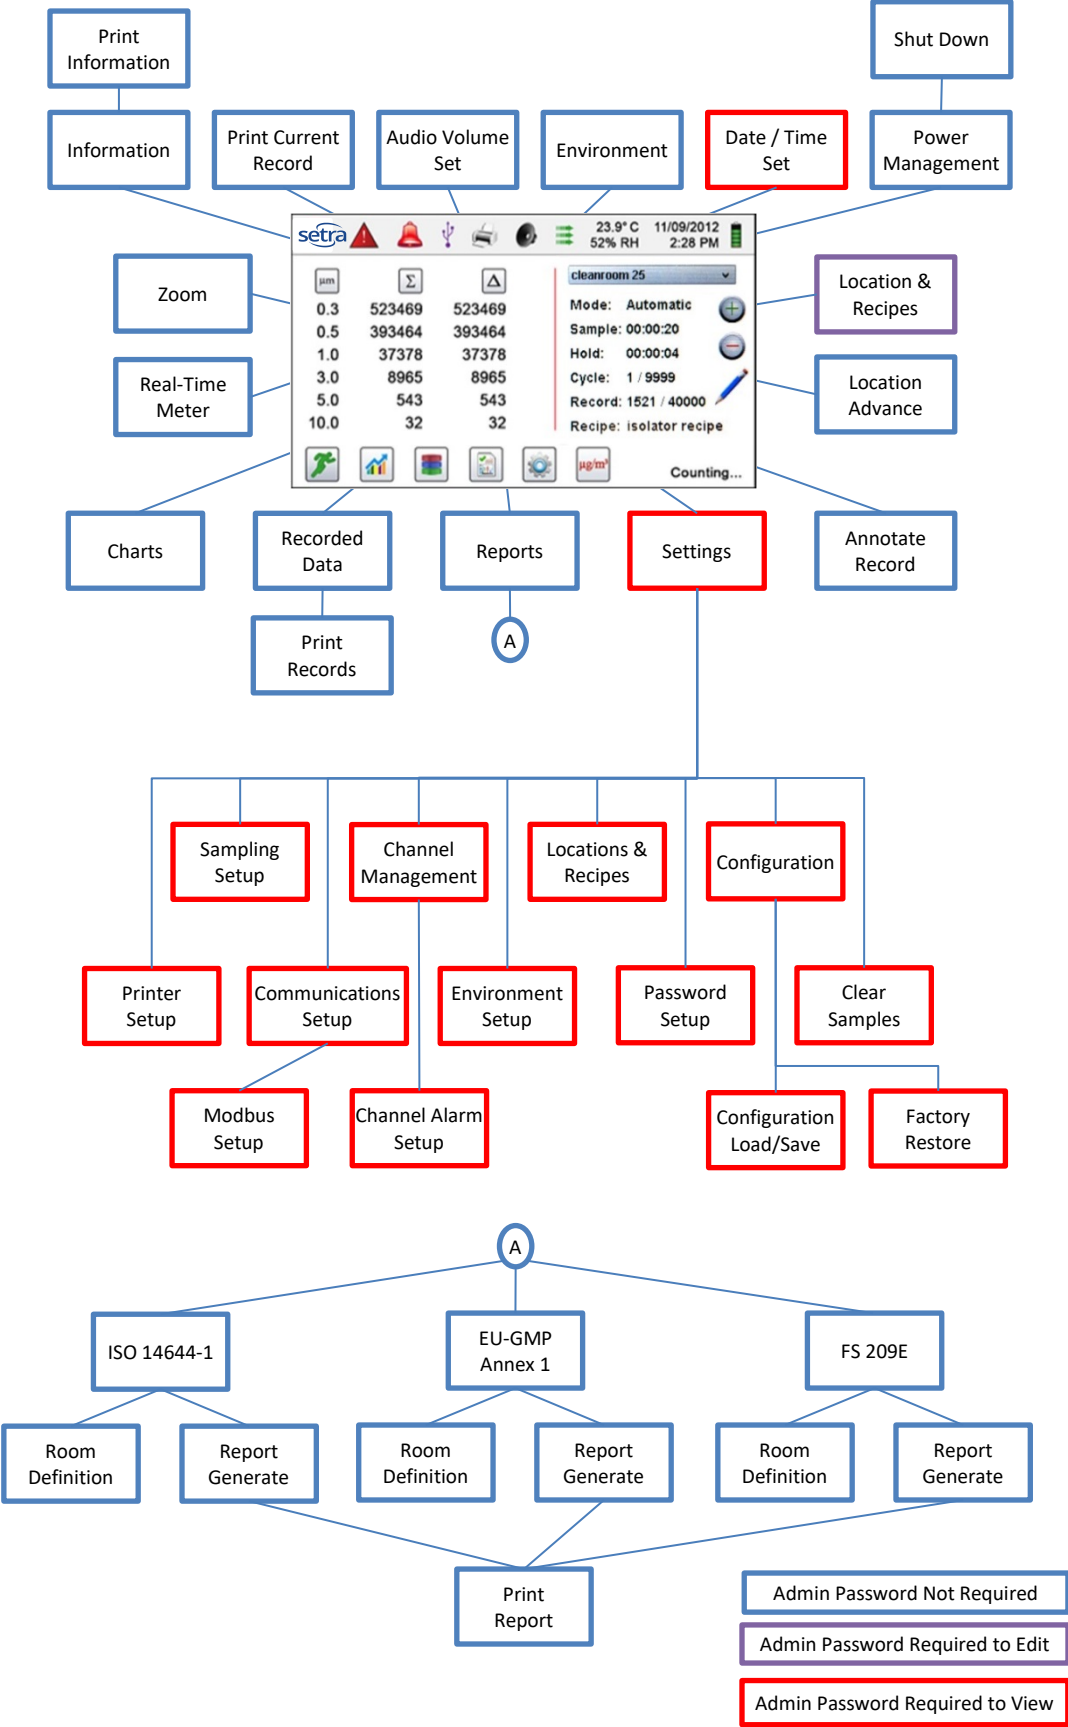 Print
Information
Shut Down
Information
Print Current
Record
Audio Volume
Set
Environment
Date / Time
Set
Power
Management
setra
23.9° C
52% RH
11/09/2012
2:28 PM
Zoom
Real-Time
Meter
µm Σ Δ
0.3 523469 523469
0.5 393464 393464
1.0 37378 37378
3.0 8965 8965
5.0 543 543
10.0 32 32
cleanroom 25
Mode: Automatic
Sample: 00:00:20
Hold: 00:00:04
Cycle: 1 / 9999
Record: 1521 / 40000
Recipe: isolator recipe
µg/m³
Counting...
Location &
Recipes
Location
Advance
Charts
Recorded
Data
Reports
Settings
Annotate
Record
Print
Records
A
Sampling
Setup
Channel
Management
Locations &
Recipes
Configuration
Printer
Setup
Communications
Setup
Environment
Setup
Password
Setup
Clear
Samples
Modbus
Setup
Channel Alarm
Setup
Configuration
Load/Save
Factory
Restore
A
ISO 14644-1
EU-GMP
Annex 1
FS 209E
Room
Definition
Report
Generate
Room
Definition
Report
Generate
Room
Definition
Report
Generate
Print
Report
Admin Password Not Required
Admin Password Required to Edit
Admin Password Required to View